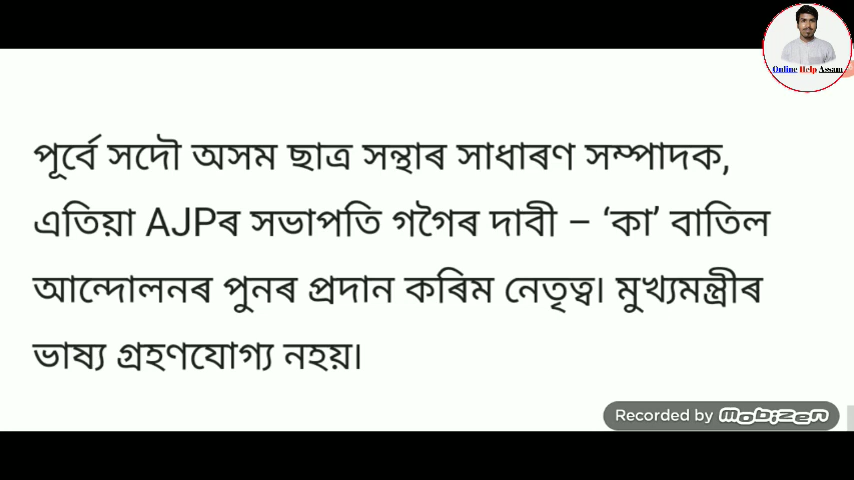 Online Help Assam
পূৰ্বে সদৌ অসম ছাত্ৰ সন্থাৰ সাধাৰণ সম্পাদক,
এতিয়া AJPৰ সভাপতি গগৈৰ দাবী – ‘কা’ বাতিল
আন্দোলনৰ পুনৰ প্ৰদান কৰিম নেতৃত্ব। মুখ্যমন্ত্ৰীৰ
ভাষ্য গ্ৰহণযোগ্য নহয়।
Recorded by Mobizen